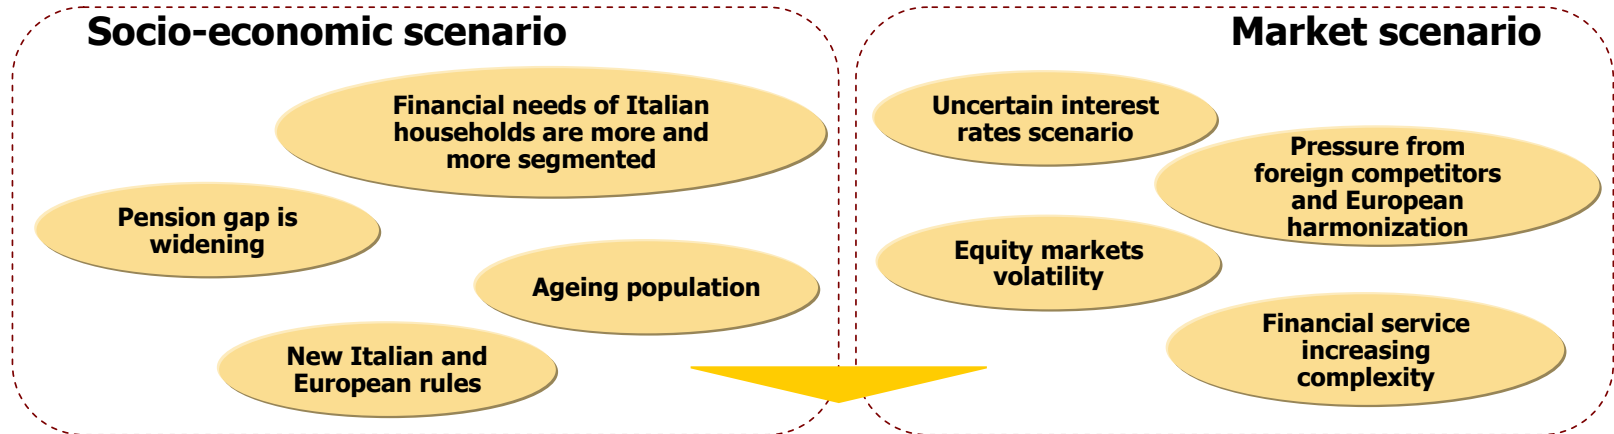 Socio-economic scenario
Financial needs of Italian
households are more and
more segmented
Pension gap is
widening
Ageing population
New Italian and
European rules
Market scenario
Uncertain interest
rates scenario
Pressure from
foreign competitors
and European
harmonization
Equity markets
volatility
Financial service
increasing
complexity